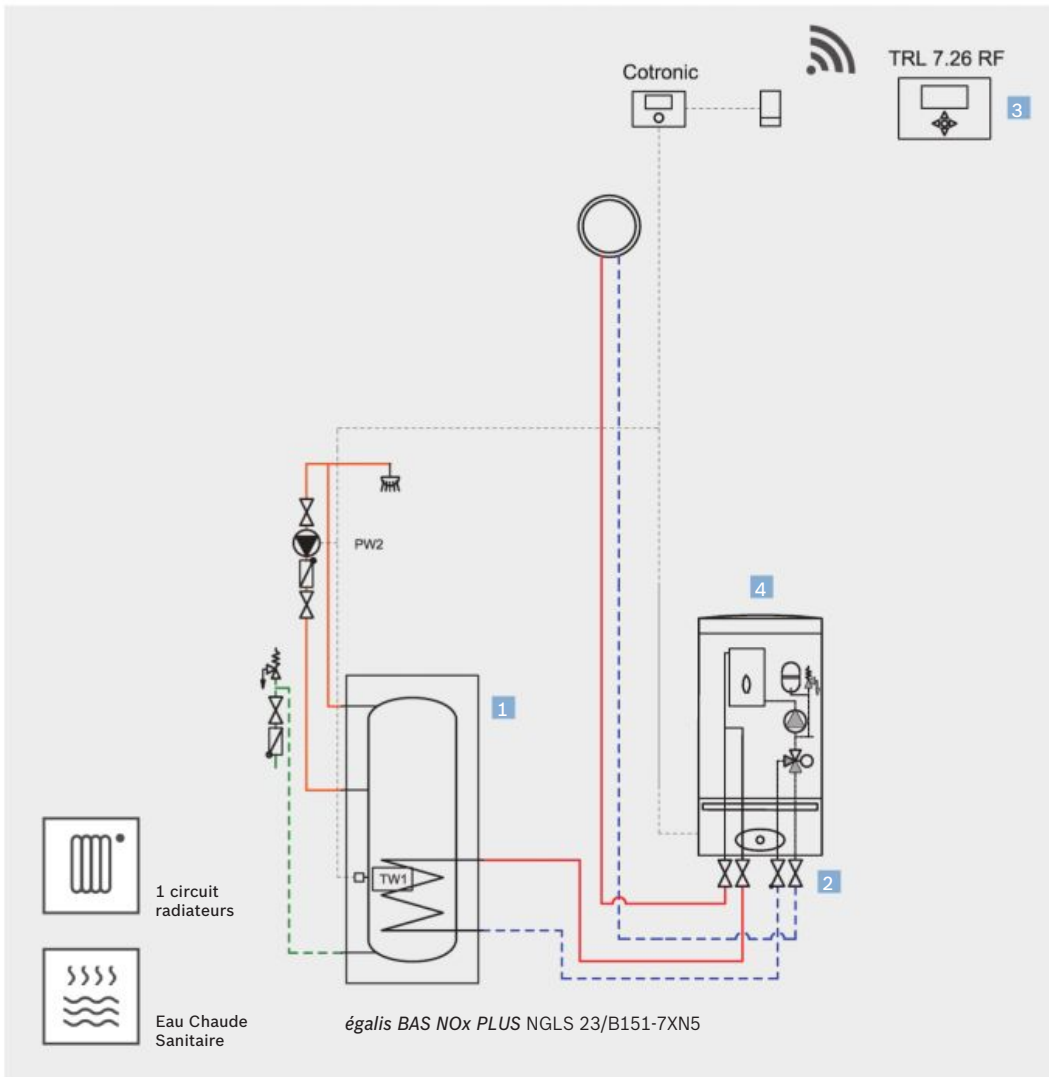 Cotronic
TRL 7.26 RF
3
PW2
4
1
TW1
2
1 circuit
radiateurs
Eau Chaude
Sanitaire
égalis BAS NOx PLUS NGLS 23/B151-7XN5